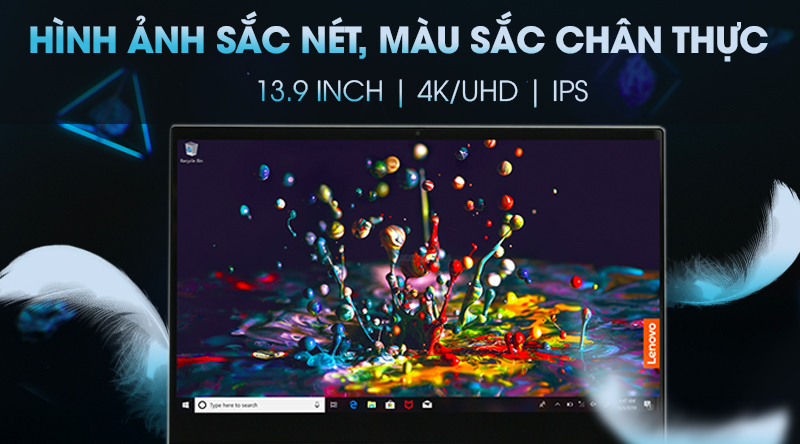 HÌNH ẢNH SẮC NÉT, MÀU SẮC CHÂN THỰC
13.9 INCH | 4K/UHD | IPS
Recycle Bin
Lenovo
Type here to search